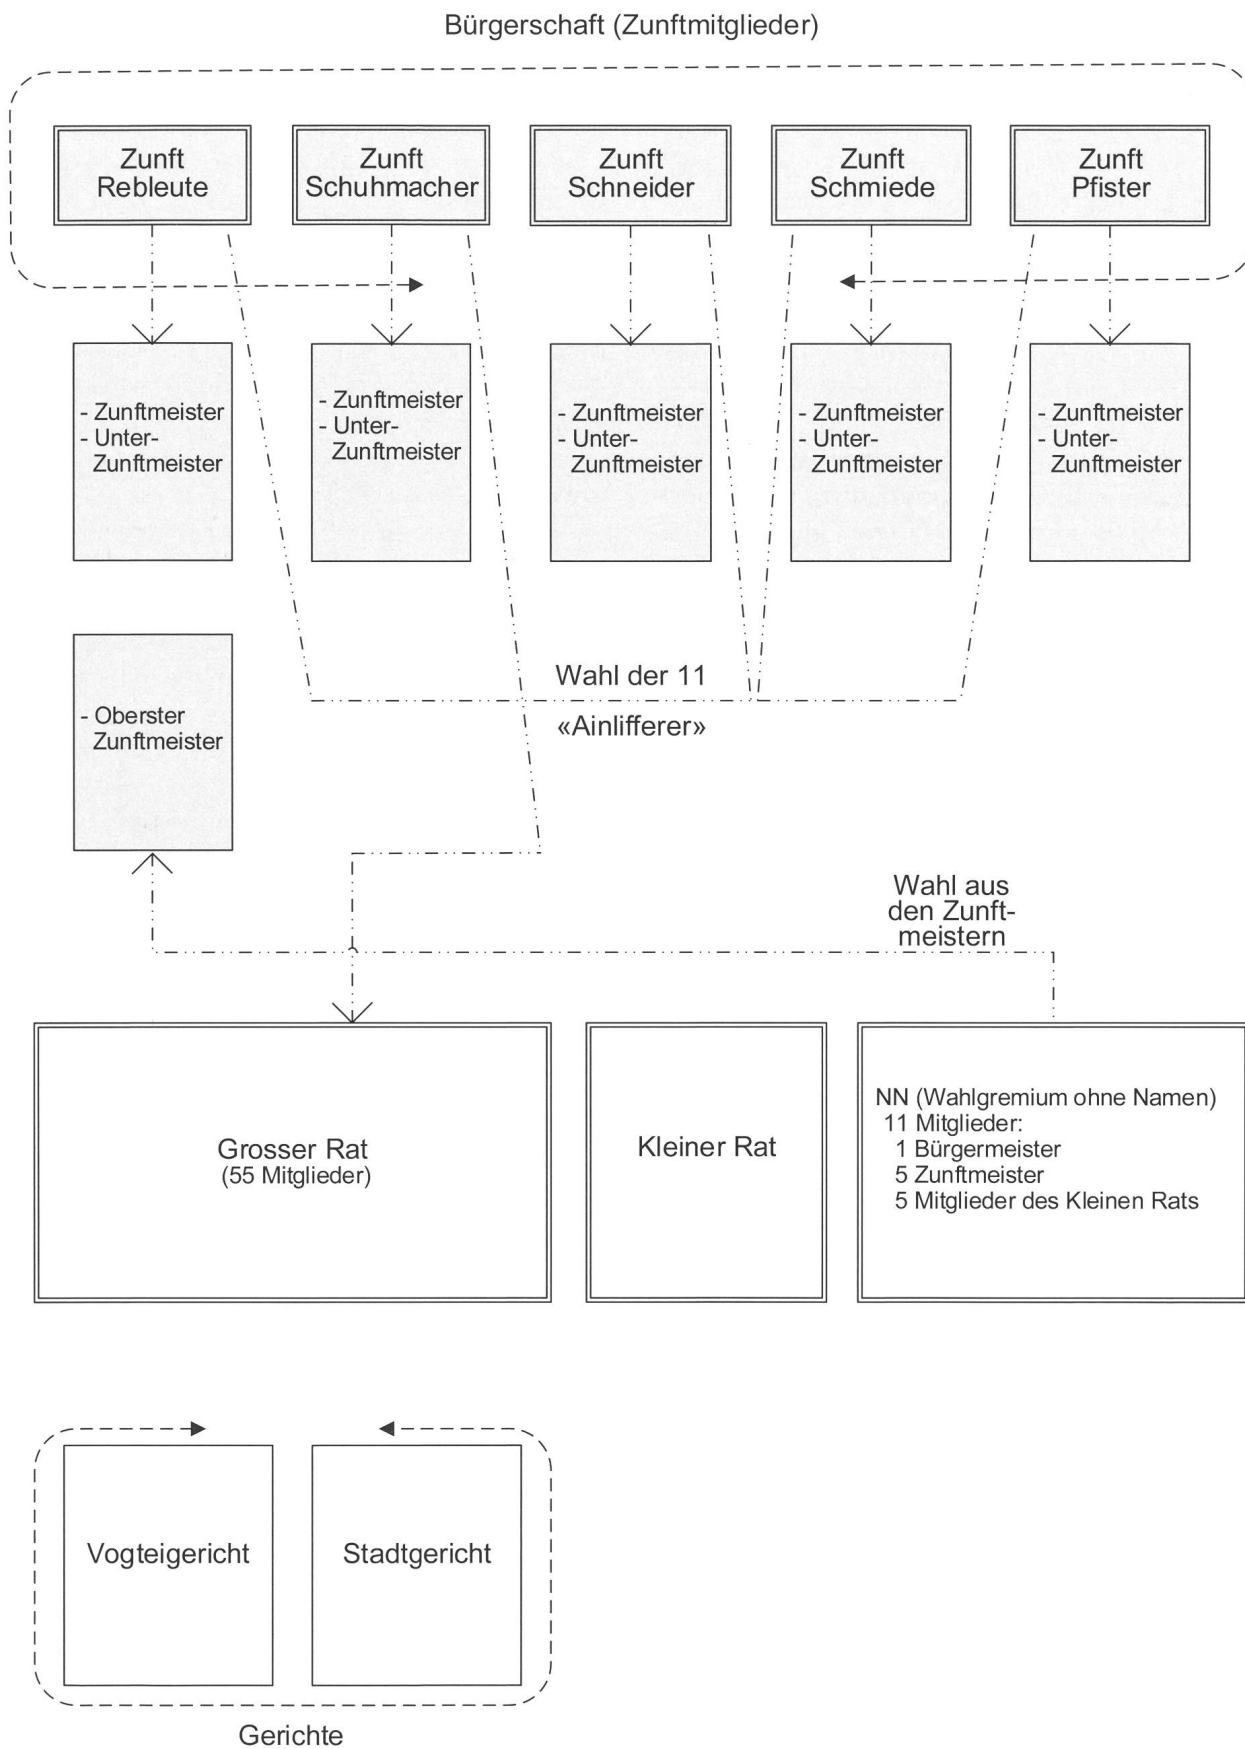 Bürgerschaft (Zunftmitglieder)
Zunft
Rebleute
Zunft
Schuhmacher
Zunft
Schneider
Zunft
Schmiede
Zunft
Pfister
- Zunftmeister
- Unter-
Zunftmeister
- Zunftmeister
- Unter-
Zunftmeister
- Zunftmeister
- Unter-
Zunftmeister
- Zunftmeister
- Unter-
Zunftmeister
- Zunftmeister
- Unter-
Zunftmeister
Wahl der 11
«Ainlifferer»
- Oberster
Zunftmeister
Wahl aus
den Zunft-
meistern
Grosser Rat
(55 Mitglieder)
Kleiner Rat
NN (Wahlgremium ohne Namen)
11 Mitglieder:
1 Bürgermeister
5 Zunftmeister
5 Mitglieder des Kleinen Rats
Vogteigericht
Stadtgericht
Gerichte